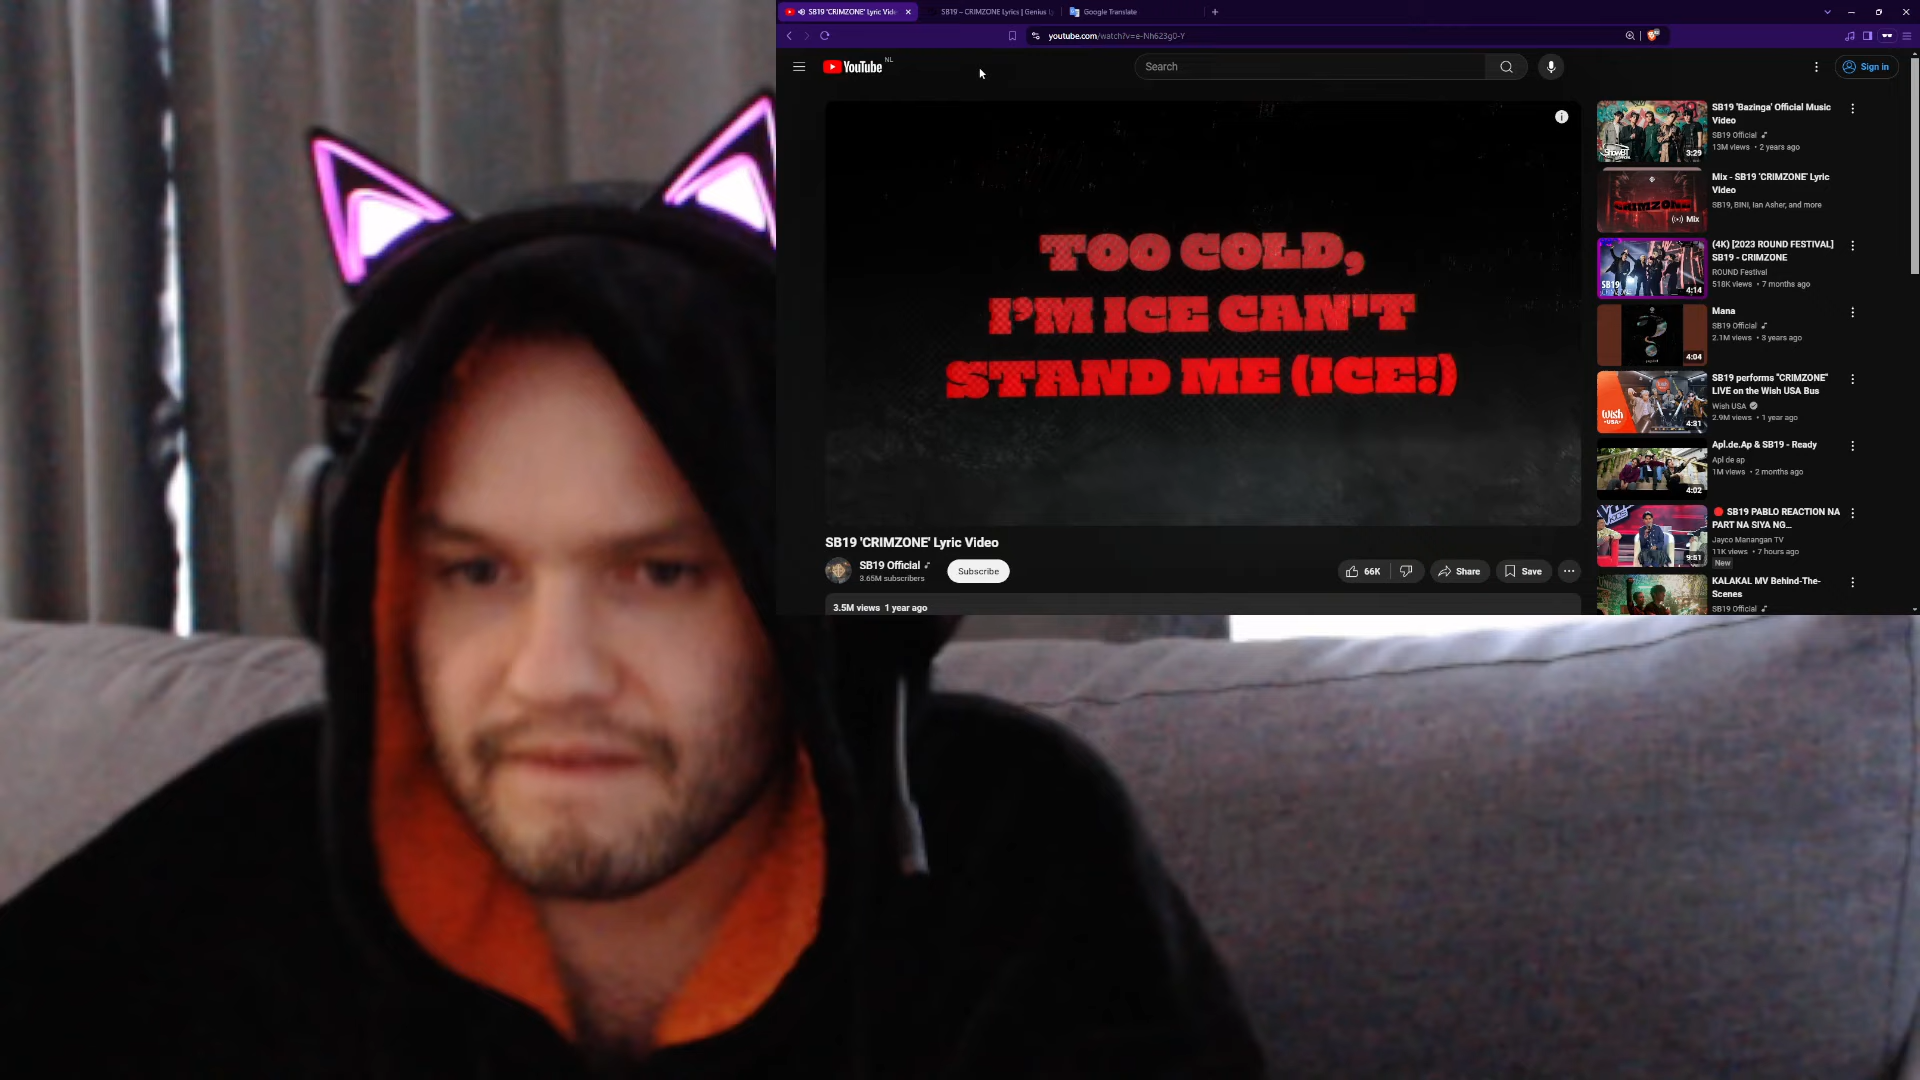 SB19 'CRIMZONE' Lyric Vide
SB19 – CRIMZONE Lyrics | Genius L
Google Translate
youtube.com/watch?v=e-Nh623g0-Y
YouTube NL
Search
Sign in
TOO COLD,
I'M ICE CAN'T
STAND ME (ICE!)
SB19 'CRIMZONE' Lyric Video
SB19 Official
3.65M subscribers
Subscribe
66K
Share
Save
3.5M views 1 year ago
SB19 'Bazinga' Official Music
Video
SB19 Official
13M views • 2 years ago
3:29
Mix - SB19 'CRIMZONE' Lyric
Video
SB19, BINI, Ian Asher, and more
CRIMZONE
Mix
(4K) [2023 ROUND FESTIVAL]
SB19 - CRIMZONE
ROUND Festival
518K views • 7 months ago
SB19
4:14
Mana
SB19 Official
2.1M views • 3 years ago
4:04
SB19 performs "CRIMZONE"
LIVE on the Wish USA Bus
Wish USA
2.9M views • 1 year ago
Wish
USA
4:31
Apl.de.Ap & SB19 - Ready
Apl de ap
1M views • 2 months ago
4:02
SB19 PABLO REACTION NA
PART NA SIYA NG...
Jayco Manangan TV
11K views • 7 hours ago
New
9:51
KALAKAL MV Behind-The-
Scenes
SB19 Official